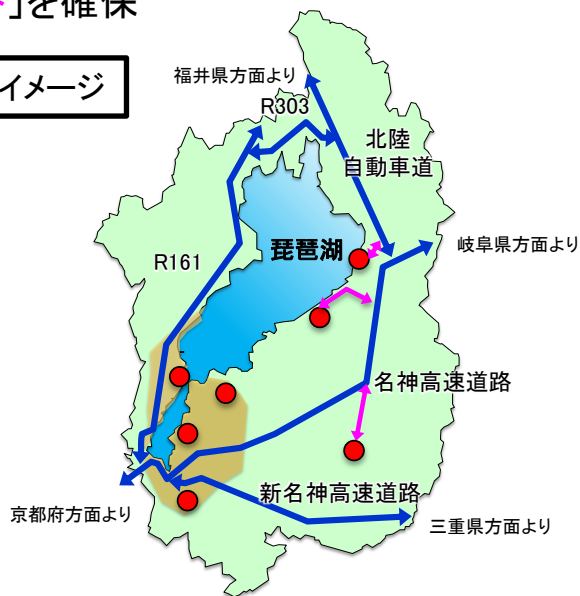 」を確保
イメージ
福井県方面より
R303
北陸
自動車道
琵琶湖
岐阜県方面より
R161
名神高速道路
新名神高速道路
京都府方面より
三重県方面より